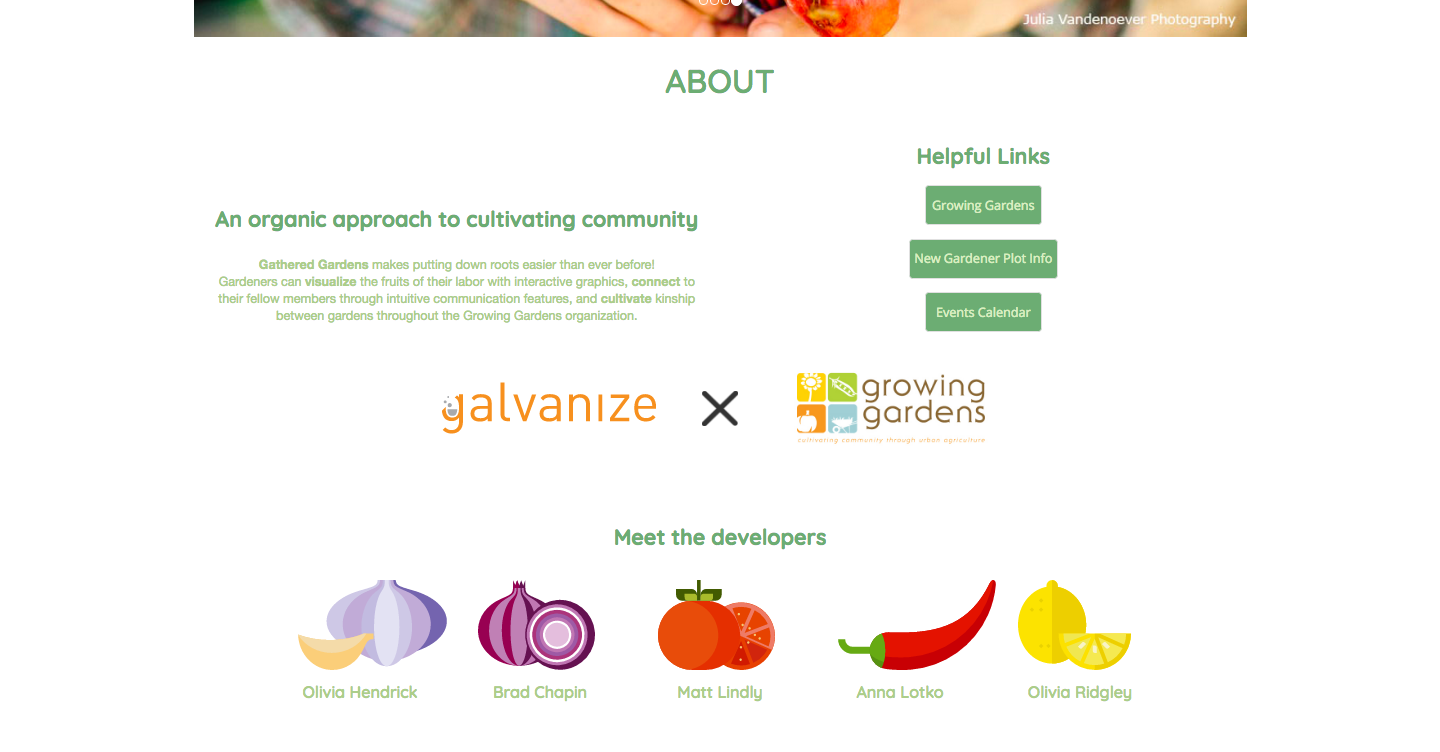 Julia Vandenoever Photography
ABOUT
An organic approach to cultivating community
Gathered Gardens makes putting down roots easier than ever before!
Gardeners can visualize the fruits of their labor with interactive graphics, connect to
their fellow members through intuitive communication features, and cultivate kinship
between gardens throughout the Growing Gardens organization.
Helpful Links
Growing Gardens
New Gardener Plot Info
Events Calendar
galvanize
growing
gardens
cultivating community through urban agriculture
Meet the developers
Olivia Hendrick
Brad Chapin
Matt Lindly
Anna Lotko
Olivia Ridgley